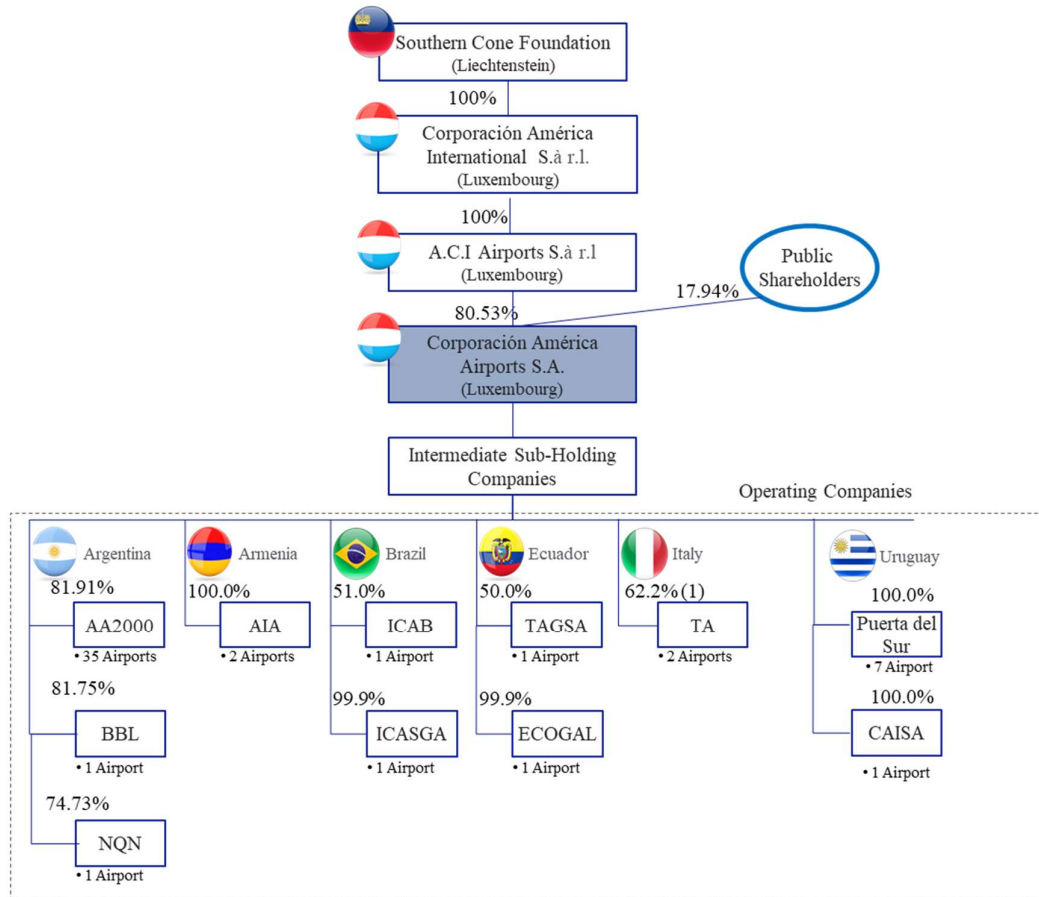 Southern Cone Foundation
(Liechtenstein)
100%
Corporación América
International S.à r.l.
(Luxembourg)
100%
A.C.I Airports S.à r.l
(Luxembourg)
Public
Shareholders
17.94%
80.53%
Corporación América
Airports S.A.
(Luxembourg)
Intermediate Sub-Holding
Companies
Operating Companies
Argentina
Armenia
Brazil
Ecuador
Italy
Uruguay
81.91%
100.0%
51.0%
50.0%
62.2% (1)
100.0%
AA2000
AIA
ICAB
TAGSA
TA
Puerta del
Sur
• 35 Airports
• 2 Airports
• 1 Airport
• 1 Airport
• 2 Airports
• 7 Airport
81.75%
99.9%
99.9%
100.0%
BBL
ICASGA
ECOGAL
CAISA
• 1 Airport
• 1 Airport
• 1 Airport
• 1 Airport
74.73%
NQN
• 1 Airport